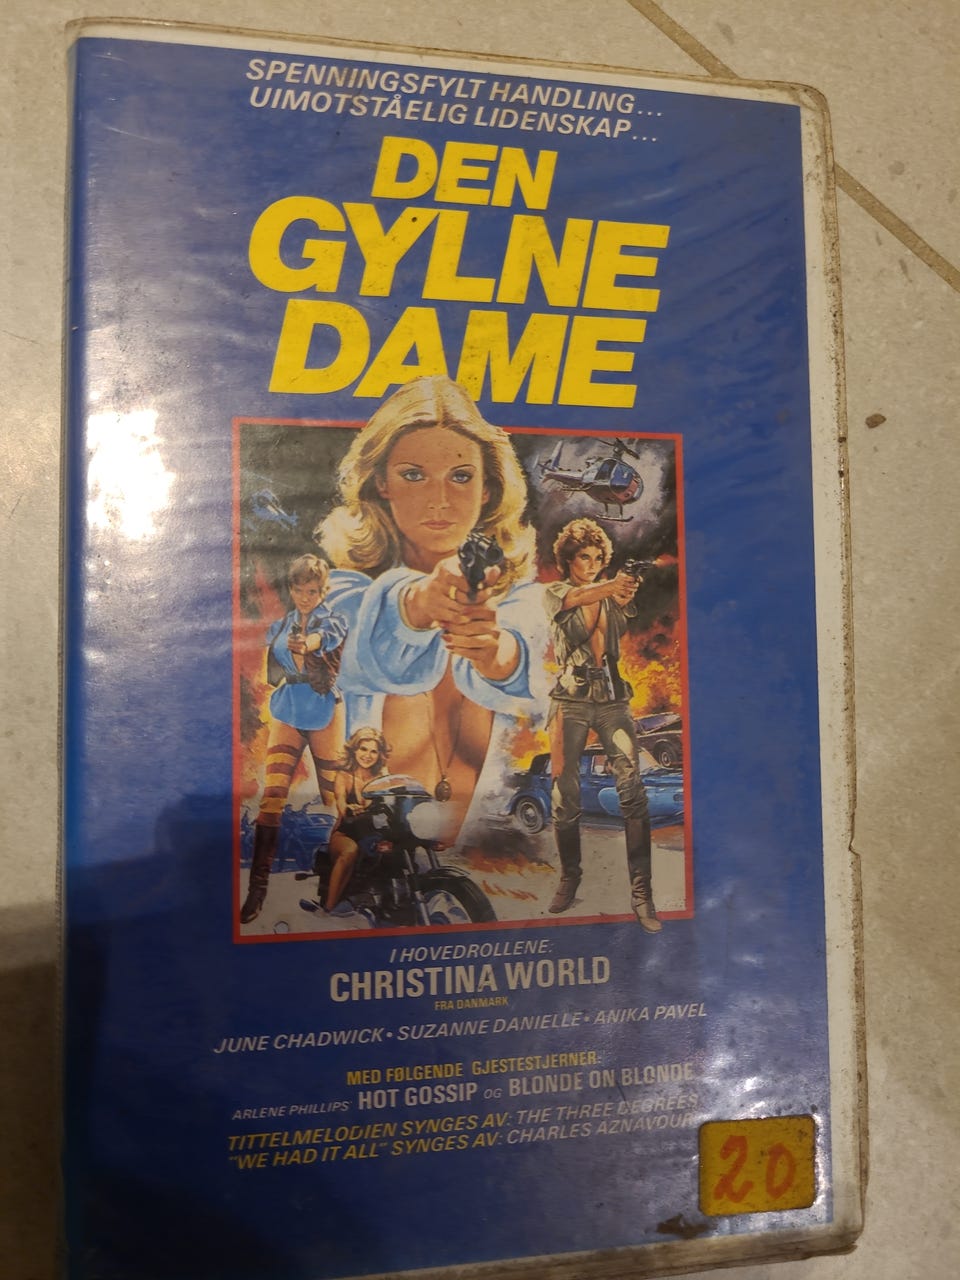 SPENNINGSFYLT HANDLING...
UIMOTSTÅELIG LIDENSKAP...
DEN
GYLNE
DAME
I HOVEDROLLENE:
CHRISTINA WORLD
FRA DANMARK
JUNE CHADWICK • SUZANNE DANIELLE • ANIKA PAVEL
MED FØLGENDE GJESTESTJERNER:
ARLENE PHILLIPS' HOT GOSSIP OG BLONDE ON BLONDE
TITTELMELODIEN SYNGES AV: THE THREE DEGREES
"WE HAD IT ALL" SYNGES AV: CHARLES AZNAVOUR
20